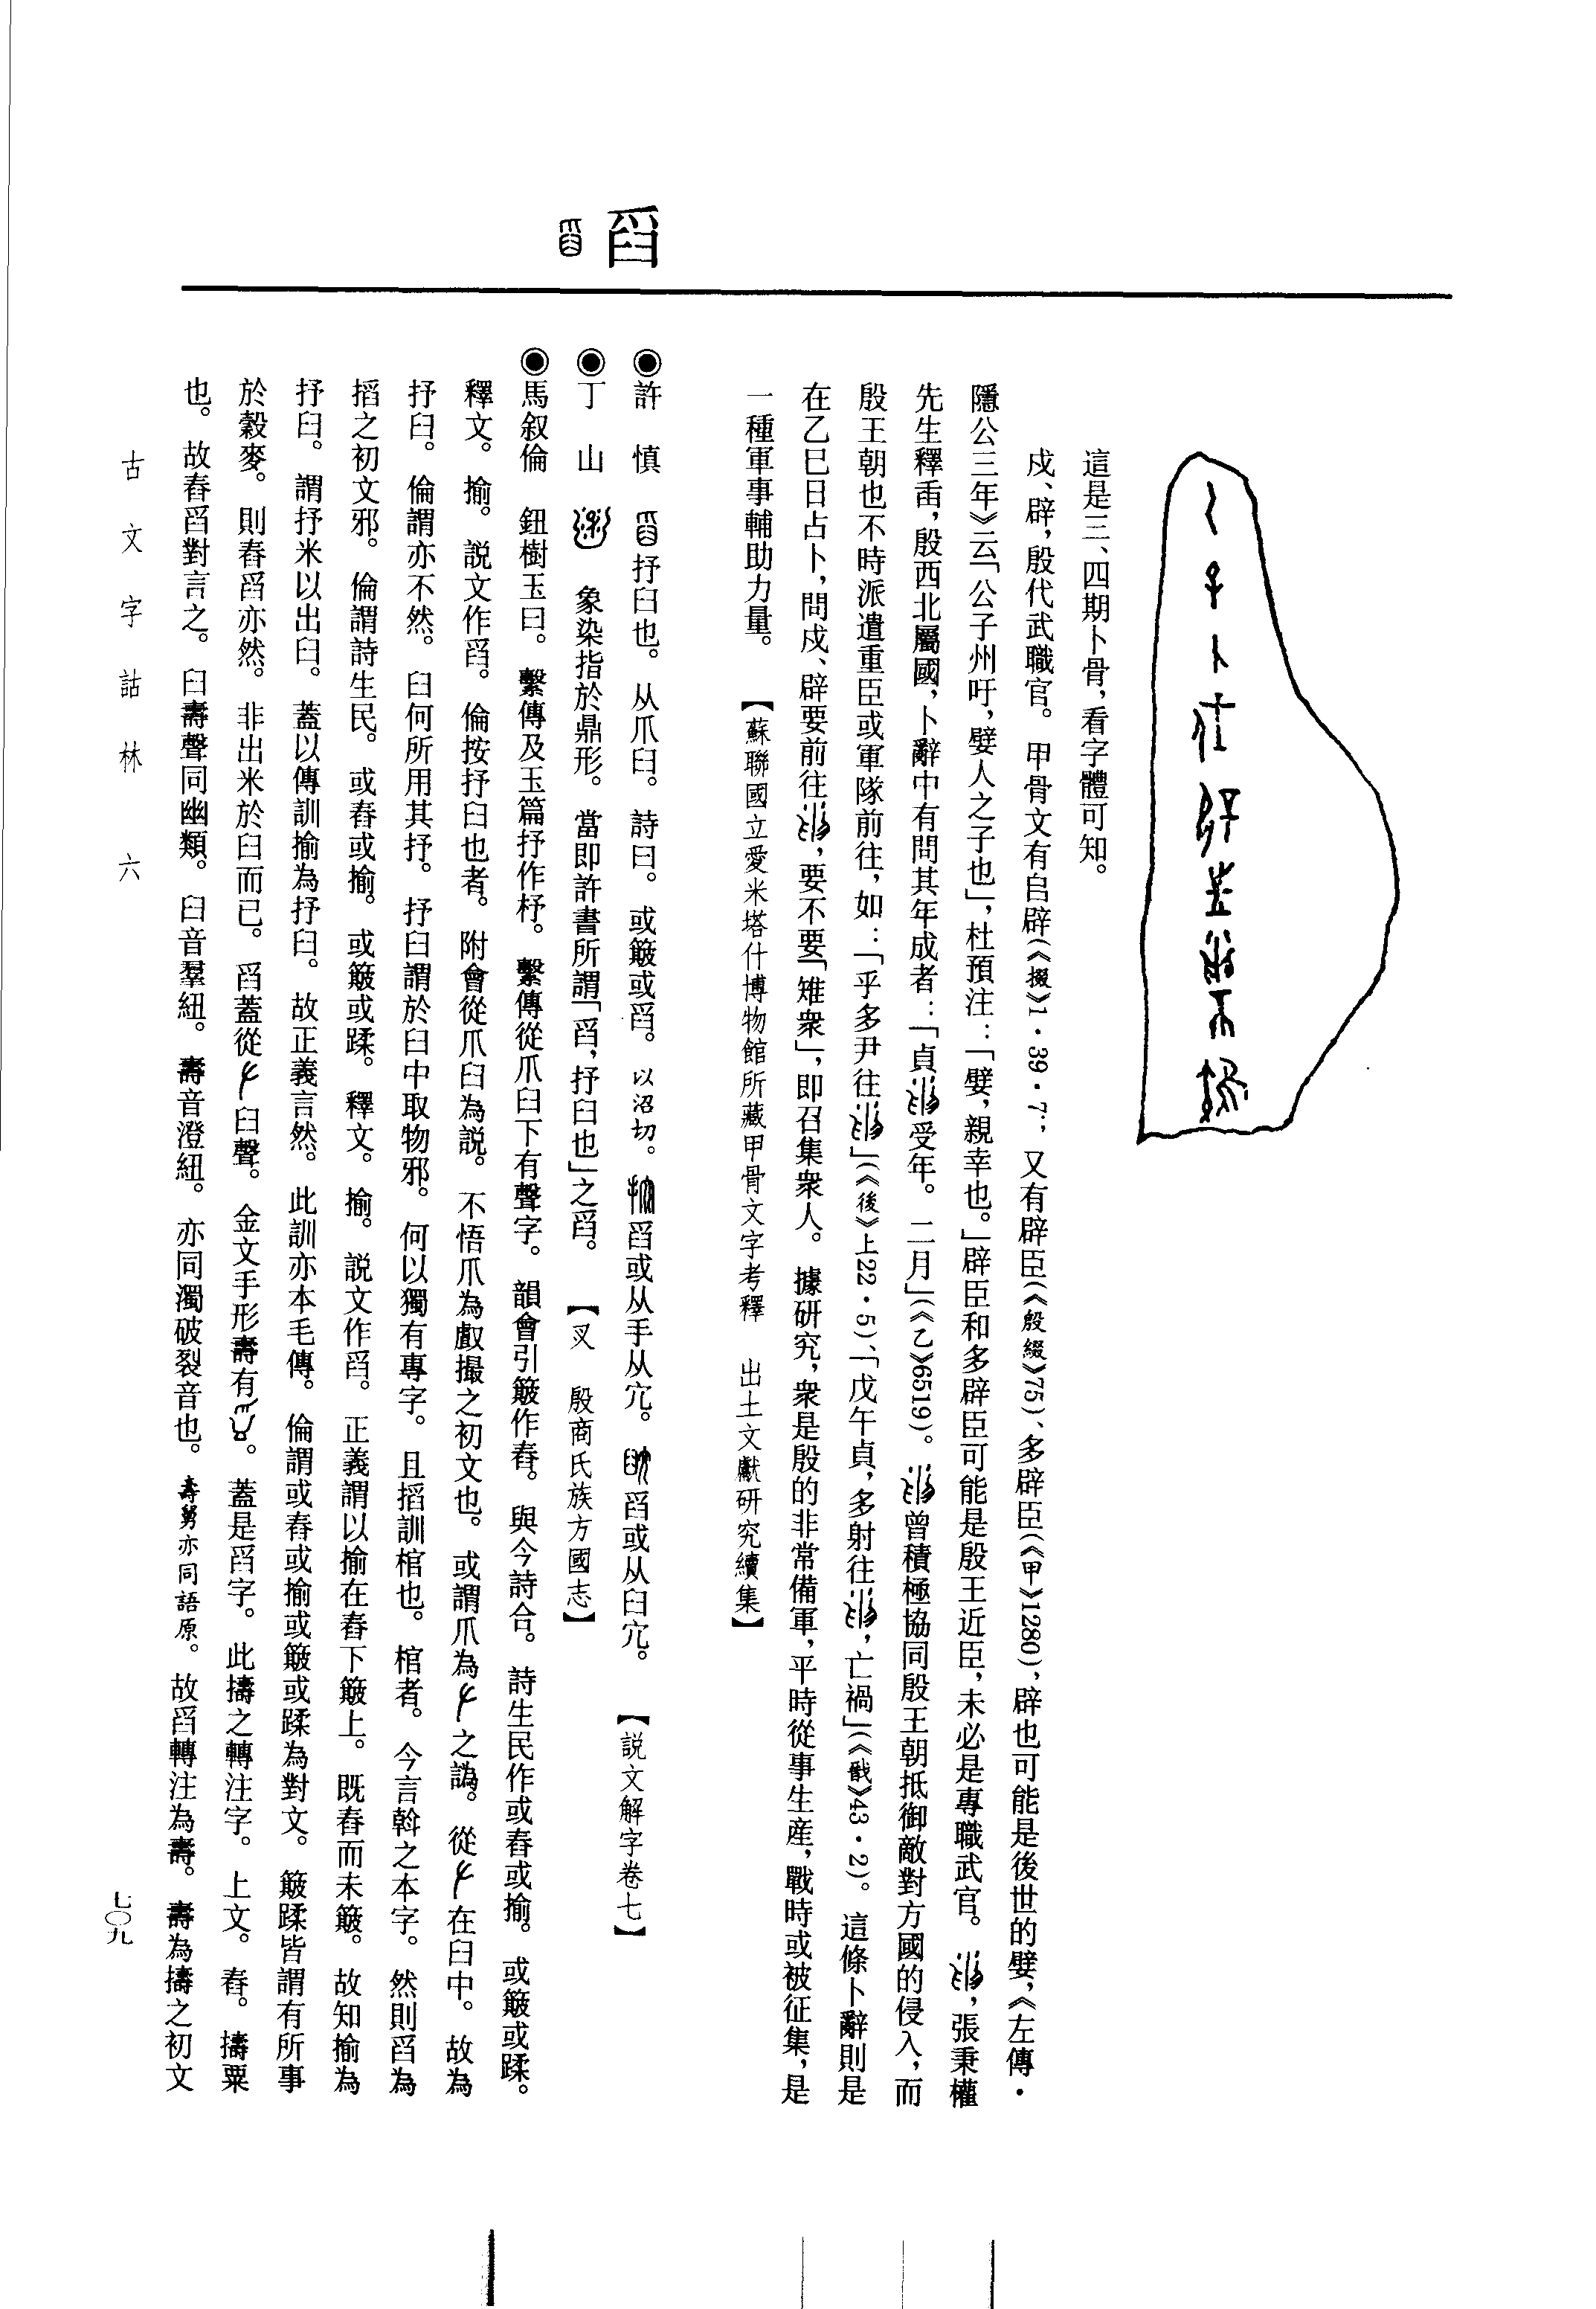 這是三、四期卜骨，看字體可知。
戍、辟，殷代武職官。甲骨文有𠂤辟（《掇》1·39·7；又有辟臣（《殷綴》75）、多辟臣（《甲》1280），辟也可能是後世的嬖，《左傳·
隱公三年》云「公子州吁，嬖人之子也」，杜預注：「嬖，親幸也。」辟臣和多辟臣可能是殷王近臣，未必是專職武官。，張秉權
先生釋臿，殷西北屬國，卜辭中有問其年成者：「貞受年。二月」（《乙》6519）。曾積極協同殷王朝抵御敵對方國的侵入，而
殷王朝也不時派遣重臣或軍隊前往，如：「乎多尹往」（《後》上22·5）、「戊午貞，多射往，亡禍」（《戩》43·2）。這條卜辭則是
在乙巳日占卜，問戍、辟要前往，要不要「雉衆」，即召集衆人。據研究，衆是殷的非常備軍，平時從事生産，戰時或被征集，是
一種軍事輔助力量。【蘇聯國立愛米塔什博物館所藏甲骨文字考釋　出土文獻研究續集】
舀
◉許　慎　抒臼也。从爪臼。詩曰。或簸或舀。以沼切。舀或从手从宂。舀或从臼宂。【説文解字卷七】
◉丁　山　象染指於鼎形。當即許書所謂「舀，抒臼也」之舀。【㕚　殷商氏族方國志】
◉馬叙倫　鈕樹玉曰。繫傳及玉篇抒作杼。繫傳從爪臼下有聲字。韻會引簸作舂。與今詩合。詩生民作或舂或揄。或簸或蹂。
釋文。揄。説文作舀。倫按抒臼也者。附會從爪臼為説。不悟爪為㪺撮之初文也。或謂爪為之譌。從在臼中。故為
抒臼。倫謂亦不然。臼何所用其抒。抒臼謂於臼中取物邪。何以獨有專字。且搯訓棺也。棺者。今言斡之本字。然則舀為
搯之初文邪。倫謂詩生民。或舂或揄。或簸或蹂。釋文。揄。説文作舀。正義謂以揄在舂下簸上。既舂而未簸。故知揄為
抒臼。謂抒米以出臼。蓋以傳訓揄為抒臼。故正義言然。此訓亦本毛傳。倫謂或舂或揄或簸或蹂為對文。簸蹂皆謂有所事
於穀麥。則舂舀亦然。非出米於臼而已。舀蓋從臼聲。金文手形壽有。蓋是舀字。此擣之轉注字。上文。舂。擣粟
也。故舂舀對言之。臼壽聲同幽類。臼音羣紐。壽音澄紐。亦同濁破裂音也。壽舅亦同語原。故舀轉注為壽。壽為擣之初文
古文字詁林　六
七〇九